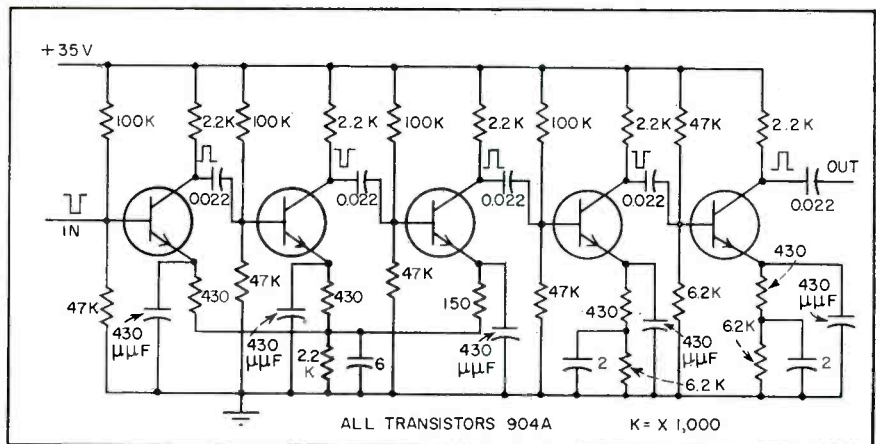 +35V
100K
2.2K
100K
2.2K
100K
2.2K
100K
2.2K
47K
2.2K
OUT
0.022
0.022
0.022
0.022
0.022
IN
47K
430 μμF
430
47K
430 μμF
430
47K
150
430 μμF
47K
430
430 μμF
6.2K
430
430 μμF
2.2 K
6
2
6.2K
62K
2
ALL TRANSISTORS 904A
K= X 1,000